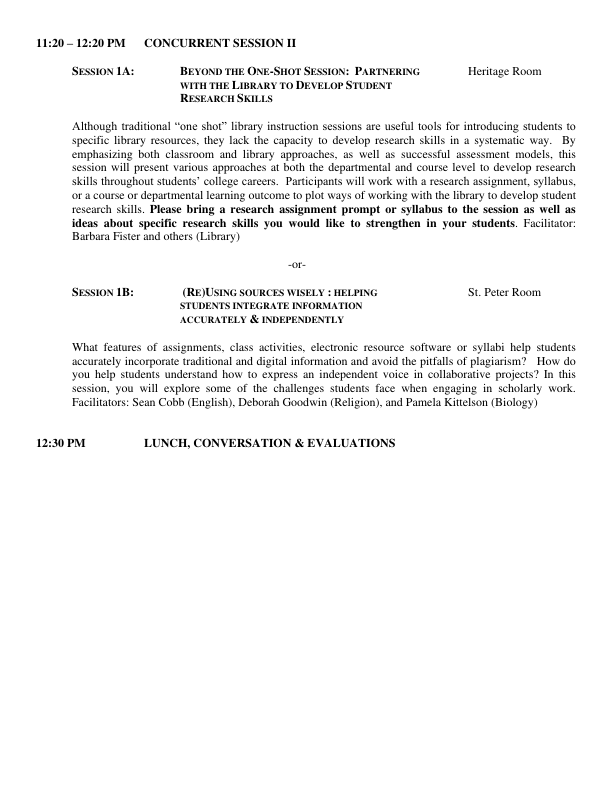 11:20 – 12:20 PM CONCURRENT SESSION II
SESSION 1A: BEYOND THE ONE-SHOT SESSION: PARTNERING Heritage Room
WITH THE LIBRARY TO DEVELOP STUDENT
RESEARCH SKILLS
Although traditional “one shot” library instruction sessions are useful tools for introducing students to
specific library resources, they lack the capacity to develop research skills in a systematic way. By
emphasizing both classroom and library approaches, as well as successful assessment models, this
session will present various approaches at both the departmental and course level to develop research
skills throughout students’ college careers. Participants will work with a research assignment, syllabus,
or a course or departmental learning outcome to plot ways of working with the library to develop student
research skills. Please bring a research assignment prompt or syllabus to the session as well as
ideas about specific research skills you would like to strengthen in your students. Facilitator:
Barbara Fister and others (Library)
-or-
SESSION 1B: (RE)USING SOURCES WISELY : HELPING St. Peter Room
STUDENTS INTEGRATE INFORMATION
ACCURATELY & INDEPENDENTLY
What features of assignments, class activities, electronic resource software or syllabi help students
accurately incorporate traditional and digital information and avoid the pitfalls of plagiarism? How do
you help students understand how to express an independent voice in collaborative projects? In this
session, you will explore some of the challenges students face when engaging in scholarly work.
Facilitators: Sean Cobb (English), Deborah Goodwin (Religion), and Pamela Kittelson (Biology)
12:30 PM LUNCH, CONVERSATION & EVALUATIONS